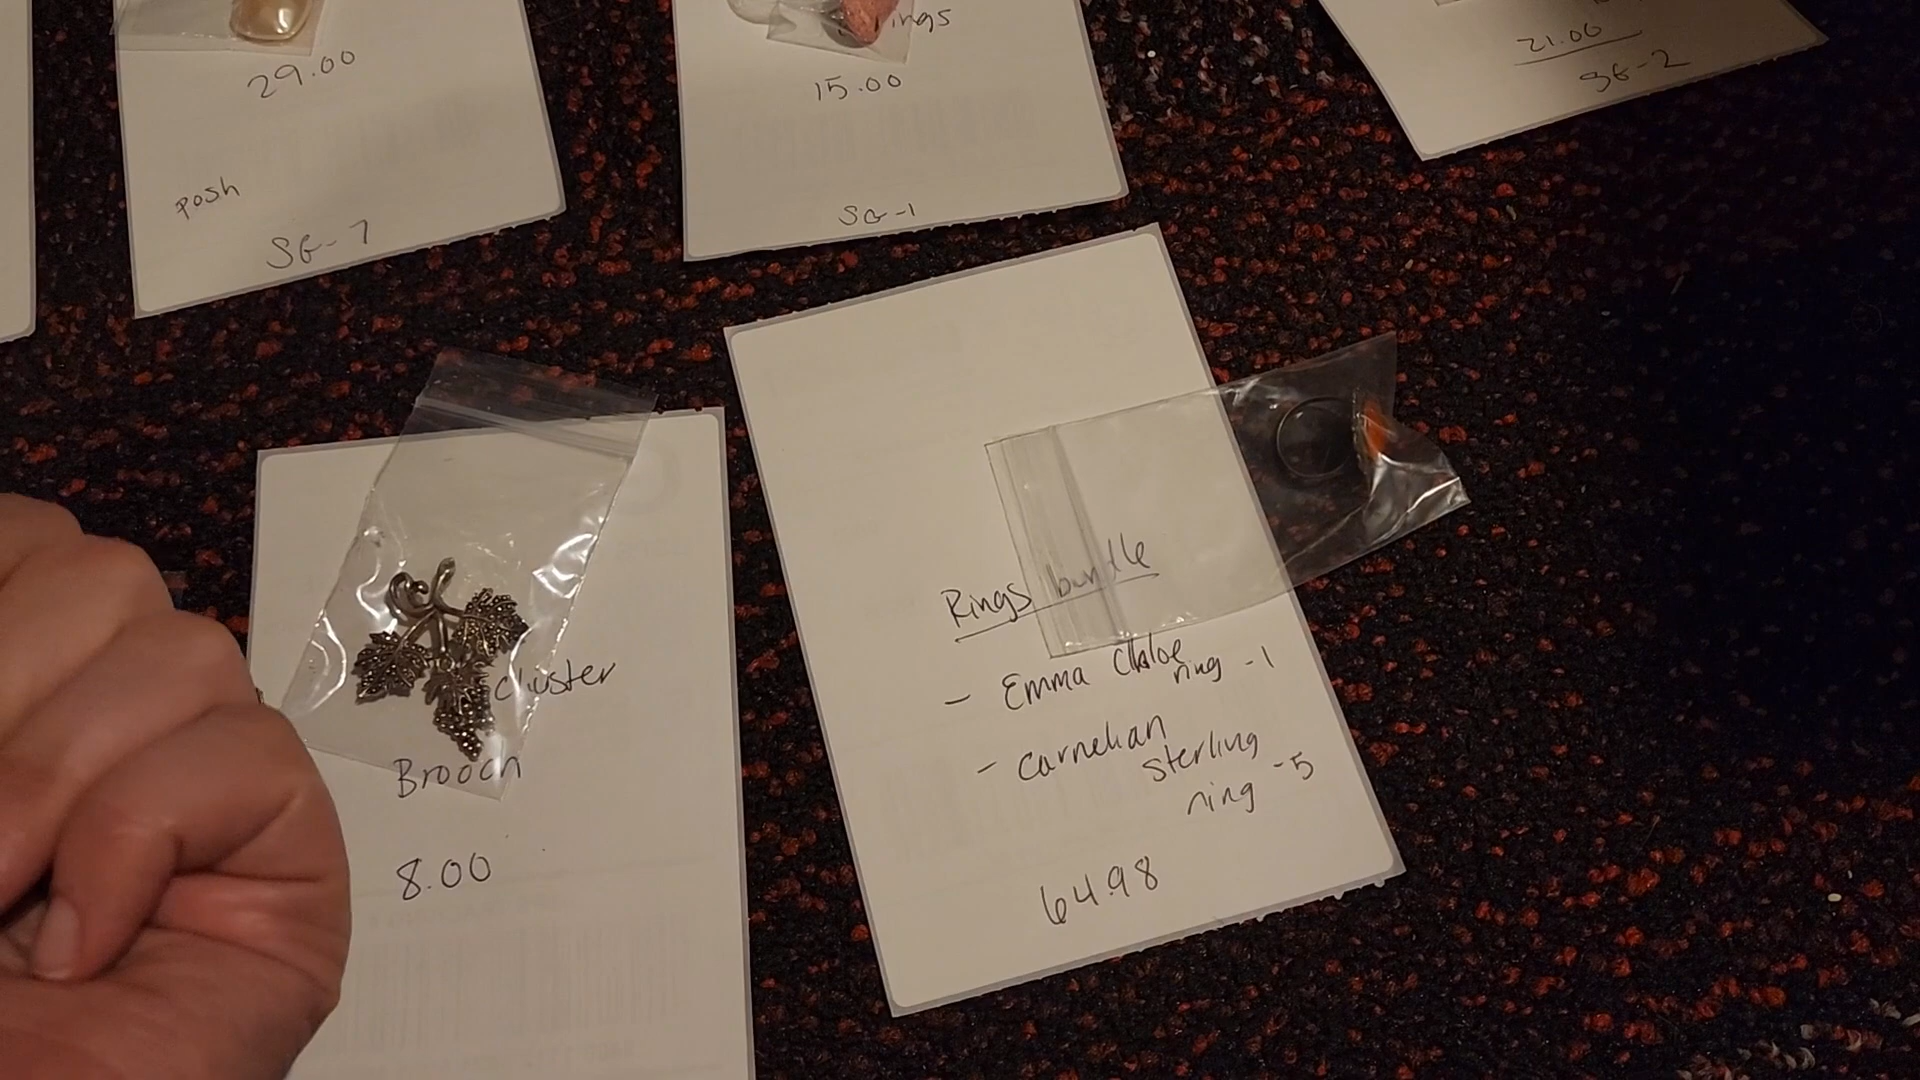 29.00
posh
SG-7
ings
15.00
SG-1
21.00
SG-2
cluster
Brooch
8.00
Rings bundle
- Emma Chloe
ring -1
- Carnelian
sterling
ring -5
64.98